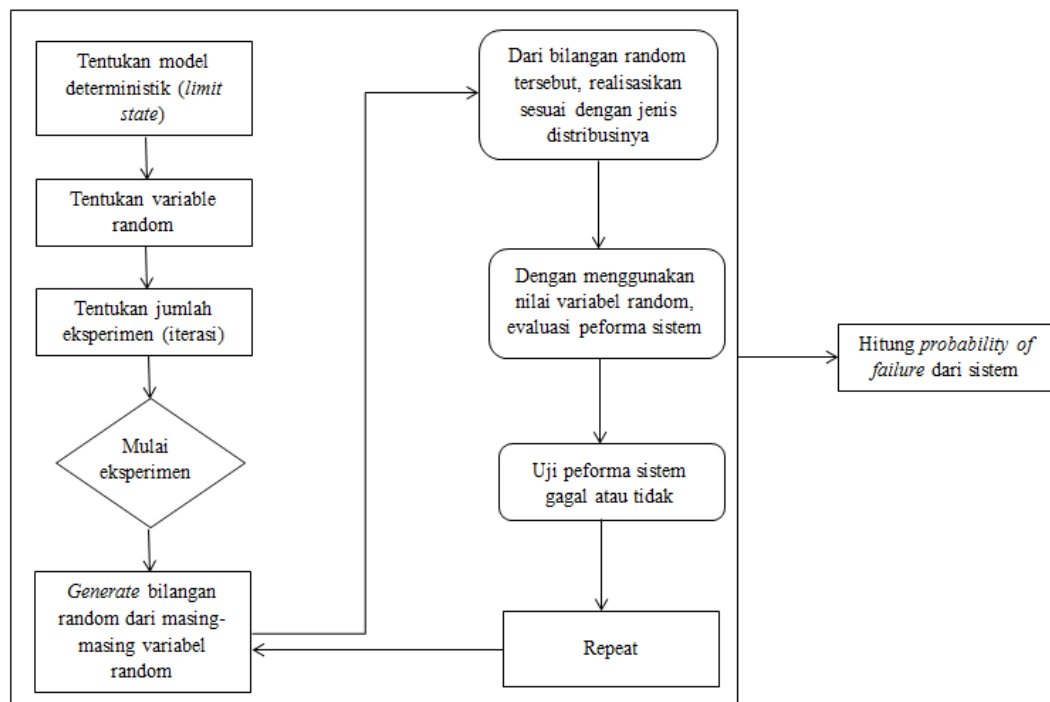 Tentukan model
deterministik (limit
state)
Tentukan variable
random
Tentukan jumlah
eksperimen (iterasi)
Mulai
eksperimen
Generate bilangan
random dari masing-
masing variabel
random
Dari bilangan random
tersebut, realisasikan
sesuai dengan jenis
distribusinya
Dengan menggunakan
nilai variabel random,
evaluasi peforma sistem
Uji peforma sistem
gagal atau tidak
Repeat
Hitung probability of
failure dari sistem